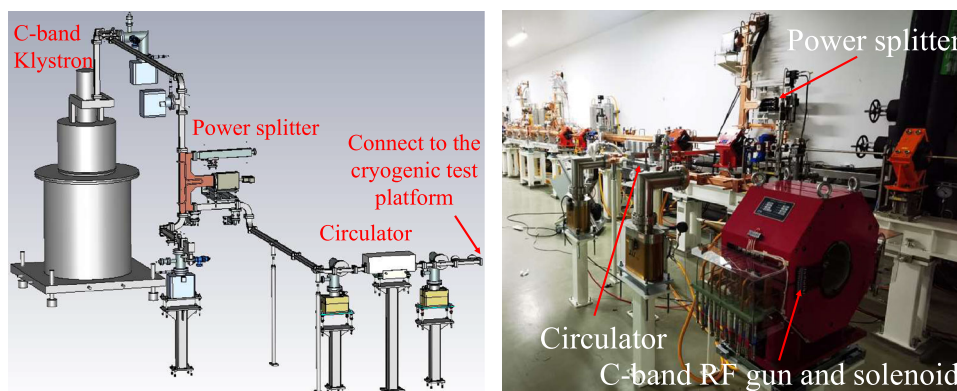 C-band
Klystron
Power splitter
Connect to the
cryogenic test
platform
Circulator
Power splitter
Circulator
C-band RF gun and solenoid